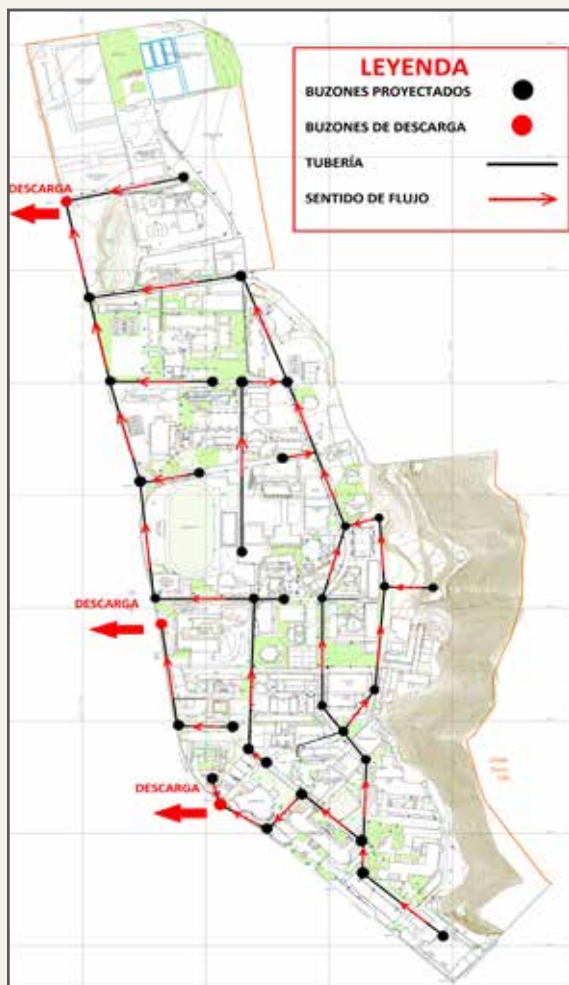 LEYENDA
BUZONES PROYECTADOS
BUZONES DE DESCARGA
TUBERÍA
SENTIDO DE FLUJO
DESCARGA
DESCARGA
DESCARGA